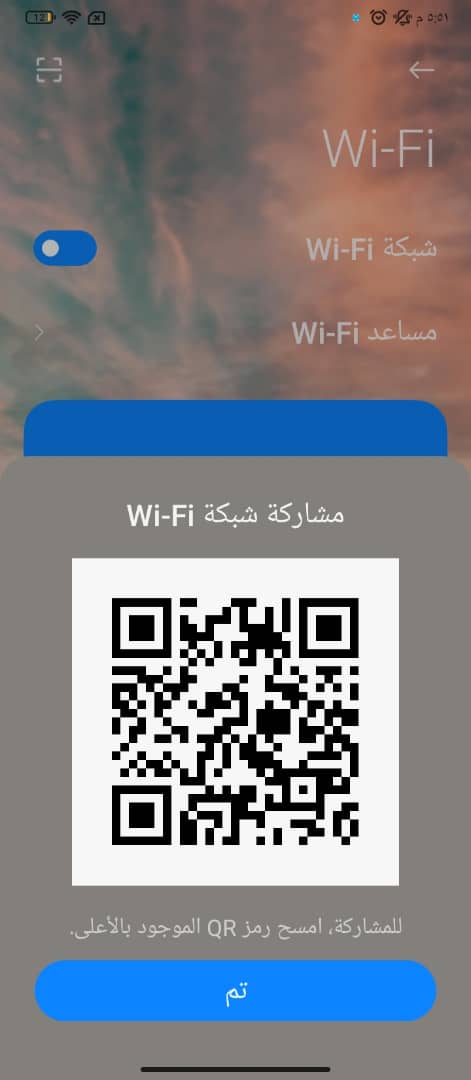 ٥:٥١ م
12
Wi-Fi
شبكة Wi-Fi
مساعد Wi-Fi
مشاركة شبكة Wi-Fi
للمشاركة، امسح رمز QR الموجود بالأعلى.
تم